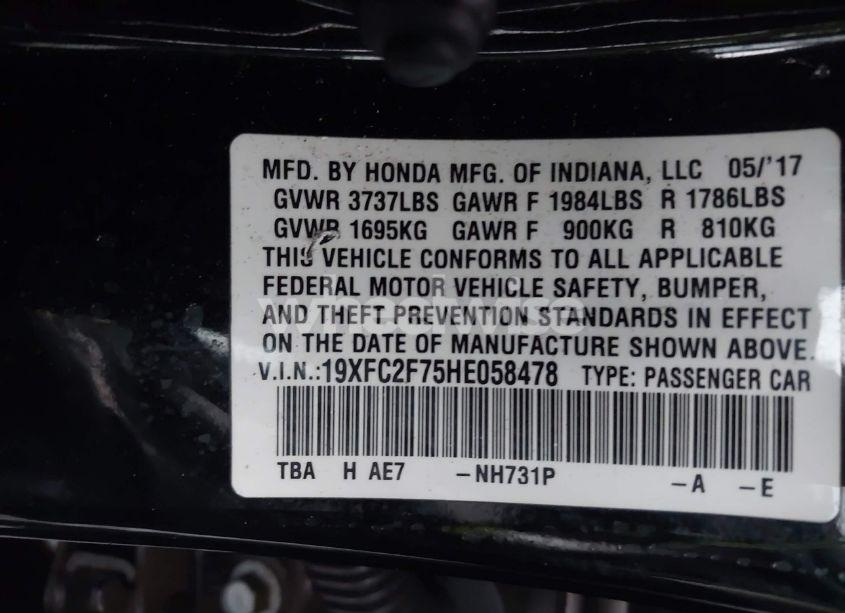 MFD. BY HONDA MFG. OF INDIANA, LLC 05/'17
GVWR 3737LBS GAWR F 1984LBS R 1786LBS
GVWR 1695KG GAWR F 900KG R 810KG
THIS VEHICLE CONFORMS TO ALL APPLICABLE
FEDERAL MOTOR VEHICLE SAFETY, BUMPER,
AND THEFT PREVENTION STANDARDS IN EFFECT
ON THE DATE OF MANUFACTURE SHOWN ABOVE.
V.I.N.:19XFC2F75HE058478 TYPE: PASSENGER CAR
TBA H AE7 -NH731P -A -E